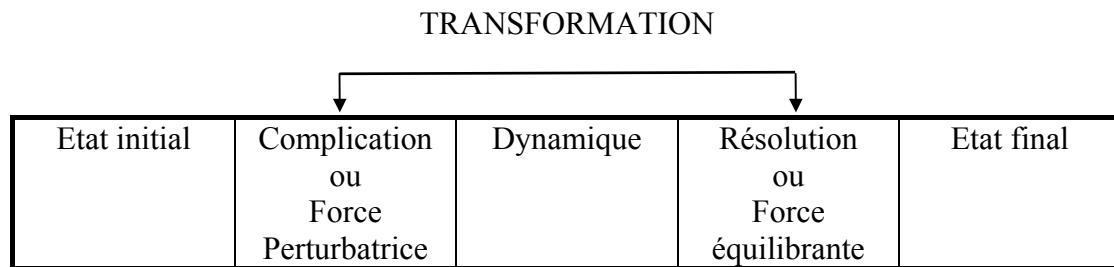 TRANSFORMATION
Etat initial
Complication
ou
Force
Perturbatrice
Dynamique
Résolution
ou
Force
équilibrante
Etat final